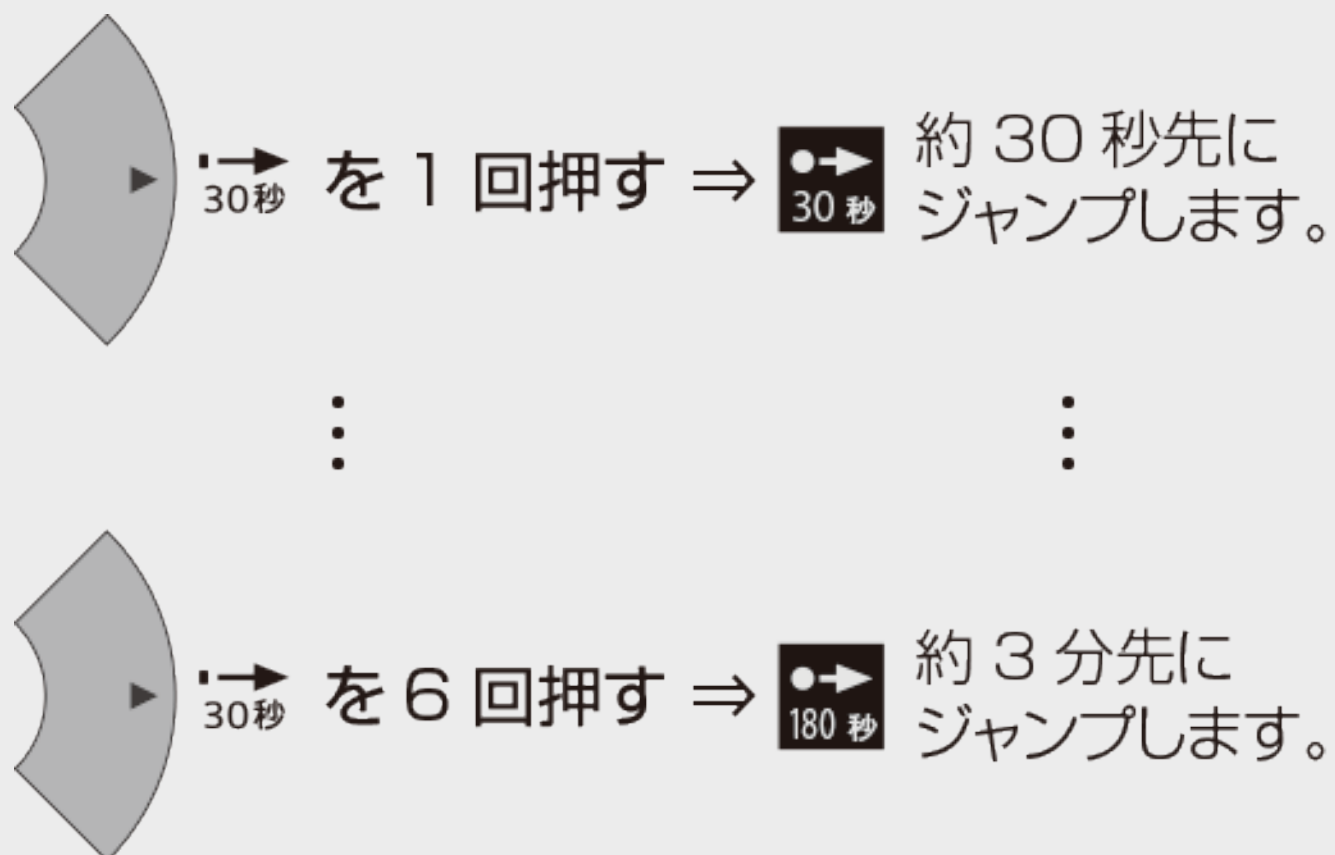 30秒 を 1 回押す ⇒ 30 秒 約 30 秒先に
ジャンプします。
30秒 を 6 回押す ⇒ 180 秒 約 3 分先に
ジャンプします。